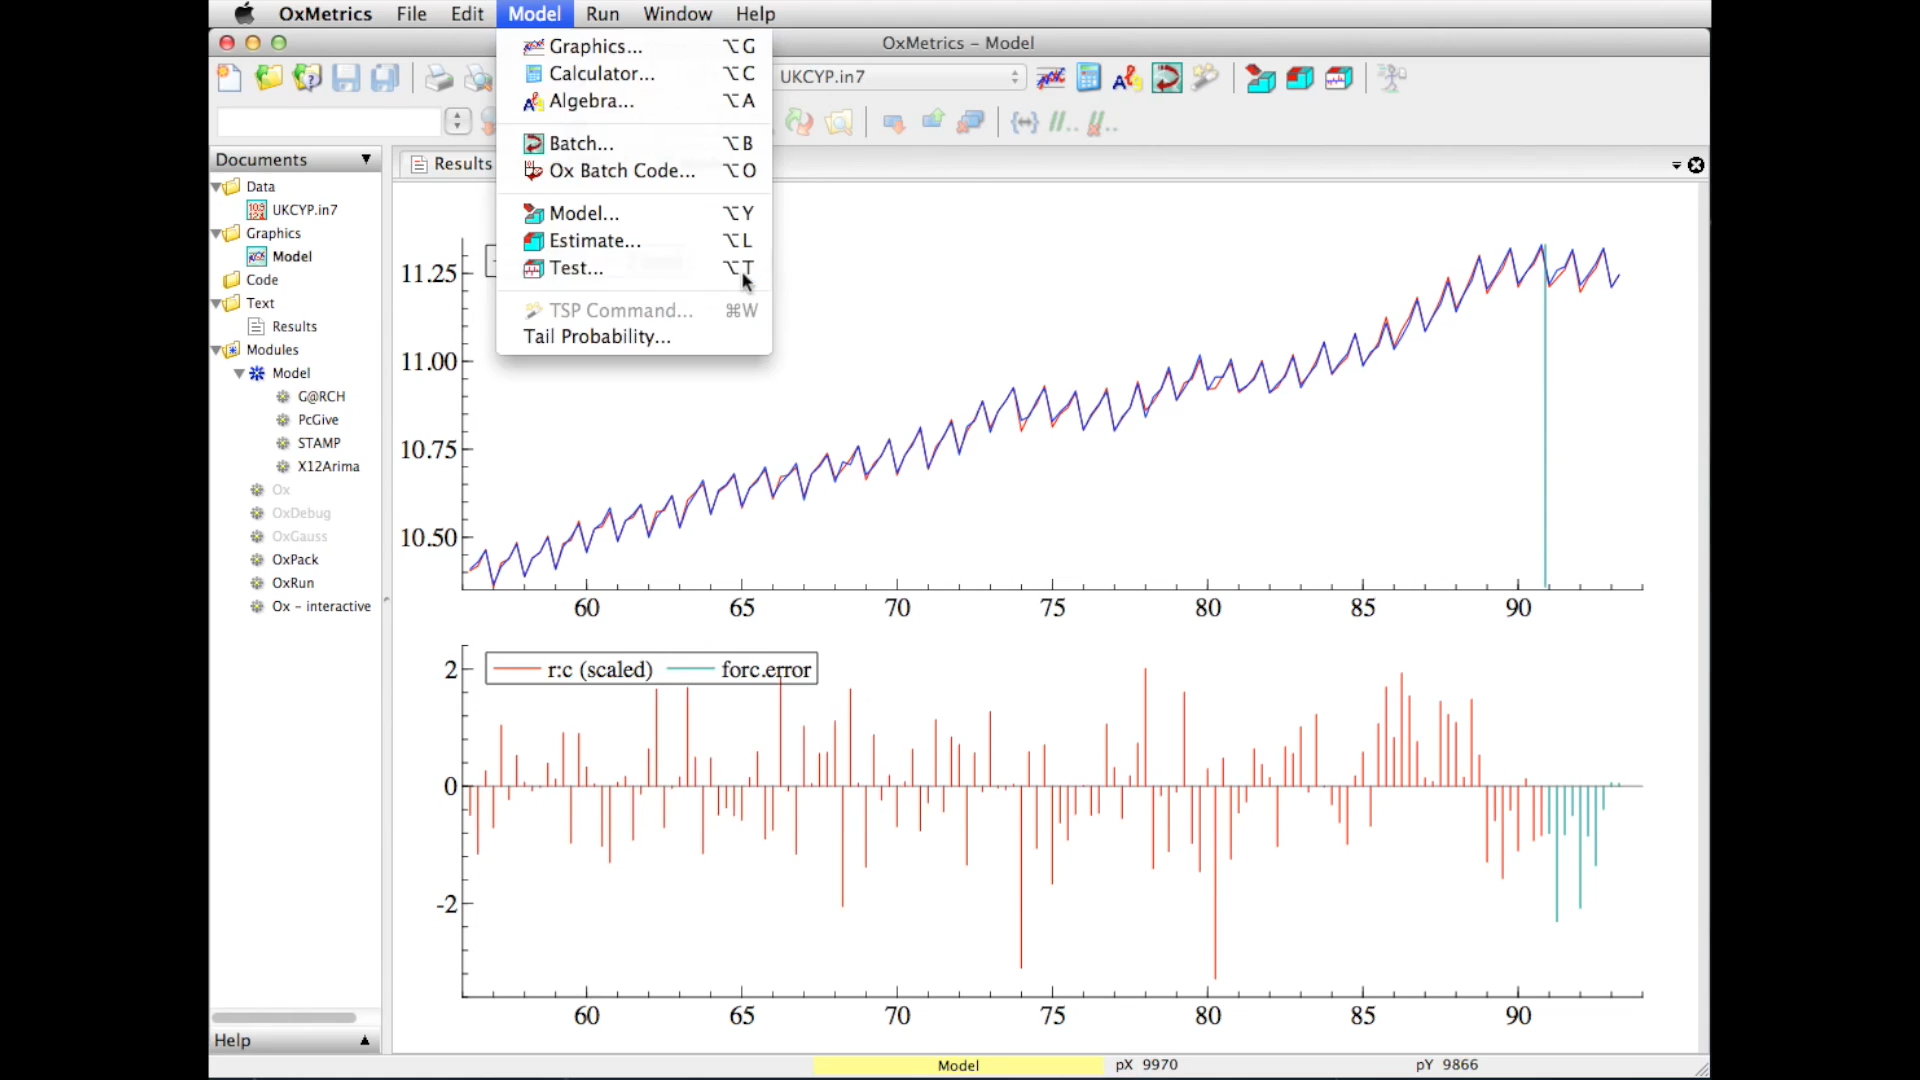 OxMetrics File Edit Model Run Window Help
OxMetrics – Model
Graphics... ⌥G
Calculator... ⌥C
Algebra... ⌥A
Batch... ⌥B
Ox Batch Code... ⌥O
Model... ⌥Y
Estimate... ⌥L
Test... ⌥T
TSP Command... ⌘W
Tail Probability...
UKCYP.in7
Documents
Data
UKCYP.in7
Graphics
Model
Code
Text
Results
Modules
Model
G@RCH
PcGive
STAMP
X12Arima
Ox
OxDebug
OxGauss
OxPack
OxRun
Ox – interactive
Help
Results
11.25
11.00
10.75
10.50
60 65 70 75 80 85 90
r:c (scaled) forc.error
2
0
-2
60 65 70 75 80 85 90
Model pX 9970 pY 9866